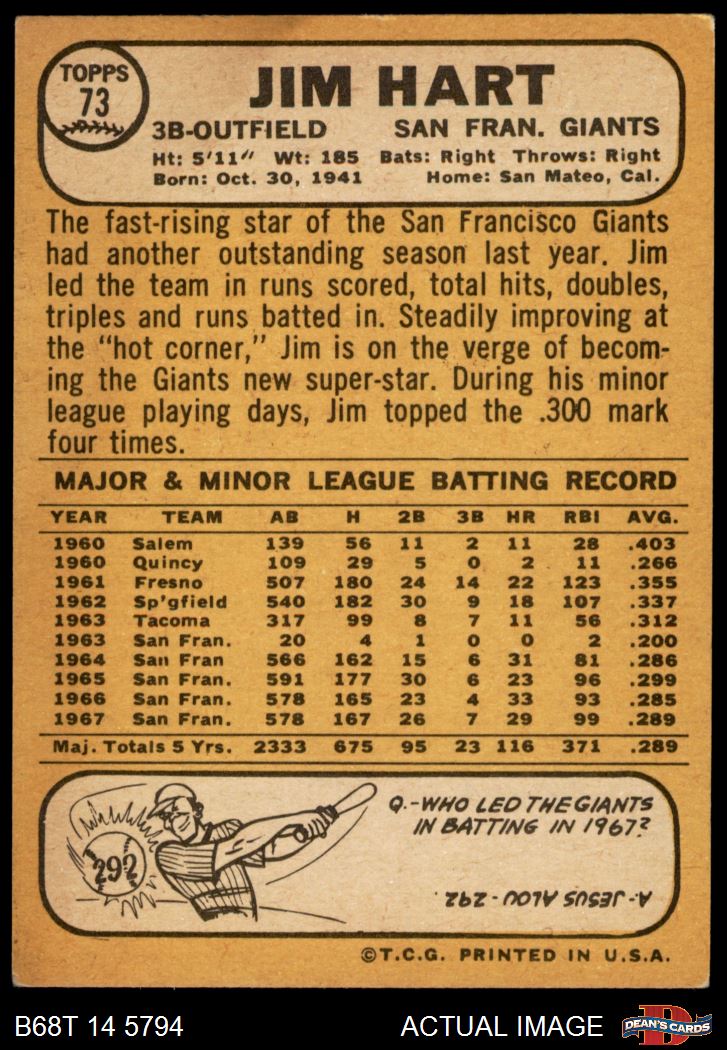 TOPPS
73
JIM HART
3B-OUTFIELD SAN FRAN. GIANTS
Ht: 5'11" Wt: 185 Bats: Right Throws: Right
Born: Oct. 30, 1941 Home: San Mateo, Cal.
The fast-rising star of the San Francisco Giants
had another outstanding season last year. Jim
led the team in runs scored, total hits, doubles,
triples and runs batted in. Steadily improving at
the "hot corner," Jim is on the verge of becom-
ing the Giants new super-star. During his minor
league playing days, Jim topped the .300 mark
four times.
MAJOR & MINOR LEAGUE BATTING RECORD
YEAR TEAM AB H 2B 3B HR RBI AVG.
1960 Salem 139 56 11 2 11 28 .403
1960 Quincy 109 29 5 0 2 11 .266
1961 Fresno 507 180 24 14 22 123 .355
1962 Sp'gfield 540 182 30 9 18 107 .337
1963 Tacoma 317 99 8 7 11 56 .312
1963 San Fran. 20 4 1 0 0 2 .200
1964 San Fran 566 162 15 6 31 81 .286
1965 San Fran. 591 177 30 6 23 96 .299
1966 San Fran. 578 165 23 4 33 93 .285
1967 San Fran. 578 167 26 7 29 99 .289
Maj. Totals 5 Yrs. 2333 675 95 23 116 371 .289
292
Q.-WHO LED THE GIANTS
IN BATTING IN 1967?
A.- JESUS ALOU - 292.
©T.C.G. PRINTED IN U.S.A.
B68T 14 5794 ACTUAL IMAGE
D
DEAN'S CARDS